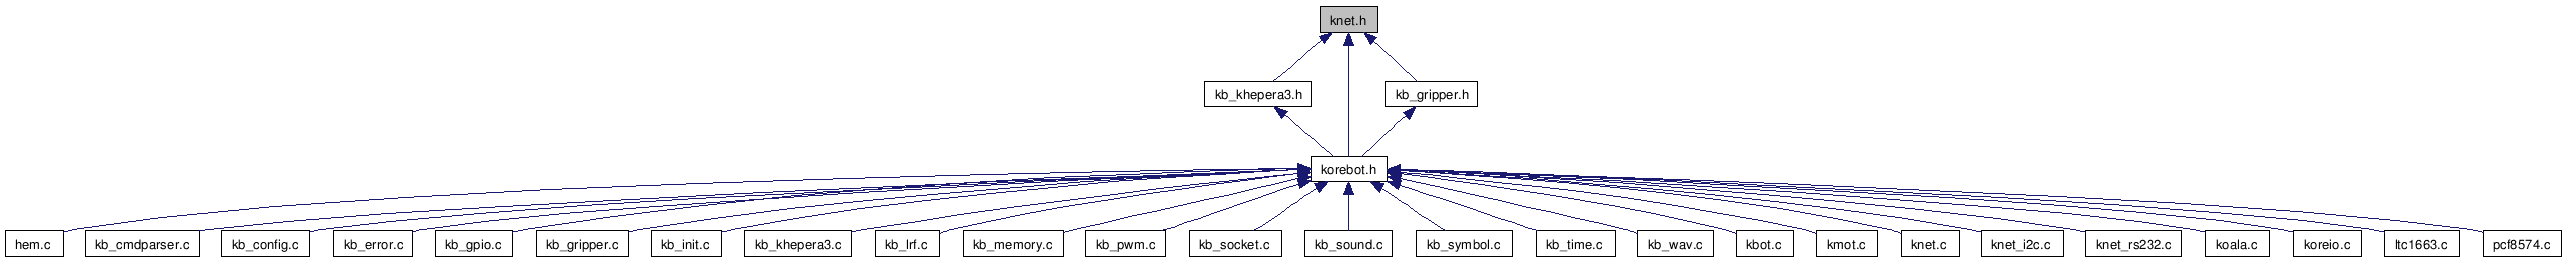 knet.h
kb_khepera3.h
kb_gripper.h
korebot.h
hem.c
kb_cmdparser.c
kb_config.c
kb_error.c
kb_gpio.c
kb_gripper.c
kb_init.c
kb_khepera3.c
kb_lrf.c
kb_memory.c
kb_pwm.c
kb_socket.c
kb_sound.c
kb_symbol.c
kb_time.c
kb_wav.c
kbot.c
kmot.c
knet.c
knet_i2c.c
knet_rs232.c
koala.c
koreio.c
ltc1663.c
pcf8574.c